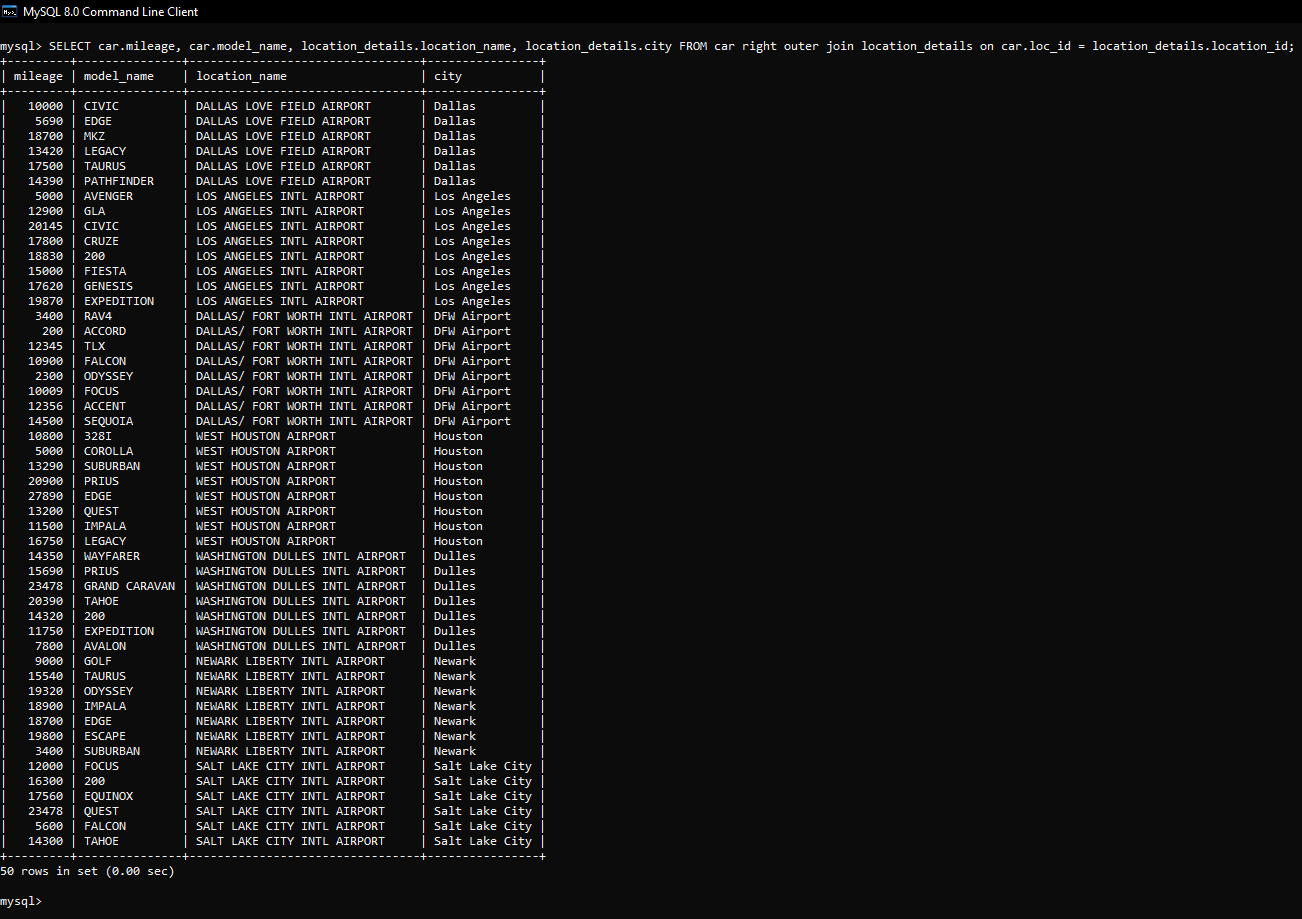 MySQL 8.0 Command Line Client
mysql> SELECT car.mileage, car.model_name, location_details.location_name, location_details.city FROM car right outer join location_details on car.loc_id = location_details.location_id;
+---------+---------------+---------------------------------+----------------+
| mileage | model_name    | location_name                   | city           |
+---------+---------------+---------------------------------+----------------+
|   10000 | CIVIC         | DALLAS LOVE FIELD AIRPORT       | Dallas         |
|    5690 | EDGE          | DALLAS LOVE FIELD AIRPORT       | Dallas         |
|   18700 | MKZ           | DALLAS LOVE FIELD AIRPORT       | Dallas         |
|   13420 | LEGACY        | DALLAS LOVE FIELD AIRPORT       | Dallas         |
|   17500 | TAURUS        | DALLAS LOVE FIELD AIRPORT       | Dallas         |
|   14390 | PATHFINDER    | DALLAS LOVE FIELD AIRPORT       | Dallas         |
|    5000 | AVENGER       | LOS ANGELES INTL AIRPORT        | Los Angeles    |
|   12900 | GLA           | LOS ANGELES INTL AIRPORT        | Los Angeles    |
|   20145 | CIVIC         | LOS ANGELES INTL AIRPORT        | Los Angeles    |
|   17800 | CRUZE         | LOS ANGELES INTL AIRPORT        | Los Angeles    |
|   18830 | 200           | LOS ANGELES INTL AIRPORT        | Los Angeles    |
|   15000 | FIESTA        | LOS ANGELES INTL AIRPORT        | Los Angeles    |
|   17620 | GENESIS       | LOS ANGELES INTL AIRPORT        | Los Angeles    |
|   19870 | EXPEDITION    | LOS ANGELES INTL AIRPORT        | Los Angeles    |
|    3400 | RAV4          | DALLAS/ FORT WORTH INTL AIRPORT | DFW Airport    |
|     200 | ACCORD        | DALLAS/ FORT WORTH INTL AIRPORT | DFW Airport    |
|   12345 | TLX           | DALLAS/ FORT WORTH INTL AIRPORT | DFW Airport    |
|   10900 | FALCON        | DALLAS/ FORT WORTH INTL AIRPORT | DFW Airport    |
|    2300 | ODYSSEY       | DALLAS/ FORT WORTH INTL AIRPORT | DFW Airport    |
|   10009 | FOCUS         | DALLAS/ FORT WORTH INTL AIRPORT | DFW Airport    |
|   12356 | ACCENT        | DALLAS/ FORT WORTH INTL AIRPORT | DFW Airport    |
|   14500 | SEQUOIA       | DALLAS/ FORT WORTH INTL AIRPORT | DFW Airport    |
|   10800 | 328I          | WEST HOUSTON AIRPORT            | Houston        |
|    5000 | COROLLA       | WEST HOUSTON AIRPORT            | Houston        |
|   13290 | SUBURBAN      | WEST HOUSTON AIRPORT            | Houston        |
|   20900 | PRIUS         | WEST HOUSTON AIRPORT            | Houston        |
|   27890 | EDGE          | WEST HOUSTON AIRPORT            | Houston        |
|   13200 | QUEST         | WEST HOUSTON AIRPORT            | Houston        |
|   11500 | IMPALA        | WEST HOUSTON AIRPORT            | Houston        |
|   16750 | LEGACY        | WEST HOUSTON AIRPORT            | Houston        |
|   14350 | WAYFARER      | WASHINGTON DULLES INTL AIRPORT  | Dulles         |
|   15690 | PRIUS         | WASHINGTON DULLES INTL AIRPORT  | Dulles         |
|   23478 | GRAND CARAVAN | WASHINGTON DULLES INTL AIRPORT  | Dulles         |
|   20390 | TAHOE         | WASHINGTON DULLES INTL AIRPORT  | Dulles         |
|   14320 | 200           | WASHINGTON DULLES INTL AIRPORT  | Dulles         |
|   11750 | EXPEDITION    | WASHINGTON DULLES INTL AIRPORT  | Dulles         |
|    7800 | AVALON        | WASHINGTON DULLES INTL AIRPORT  | Dulles         |
|    9000 | GOLF          | NEWARK LIBERTY INTL AIRPORT     | Newark         |
|   15540 | TAURUS        | NEWARK LIBERTY INTL AIRPORT     | Newark         |
|   19320 | ODYSSEY       | NEWARK LIBERTY INTL AIRPORT     | Newark         |
|   18900 | IMPALA        | NEWARK LIBERTY INTL AIRPORT     | Newark         |
|   18700 | EDGE          | NEWARK LIBERTY INTL AIRPORT     | Newark         |
|   19800 | ESCAPE        | NEWARK LIBERTY INTL AIRPORT     | Newark         |
|    3400 | SUBURBAN      | NEWARK LIBERTY INTL AIRPORT     | Newark         |
|   12000 | FOCUS         | SALT LAKE CITY INTL AIRPORT     | Salt Lake City |
|   16300 | 200           | SALT LAKE CITY INTL AIRPORT     | Salt Lake City |
|   17560 | EQUINOX       | SALT LAKE CITY INTL AIRPORT     | Salt Lake City |
|   23478 | QUEST         | SALT LAKE CITY INTL AIRPORT     | Salt Lake City |
|    5600 | FALCON        | SALT LAKE CITY INTL AIRPORT     | Salt Lake City |
|   14300 | TAHOE         | SALT LAKE CITY INTL AIRPORT     | Salt Lake City |
+---------+---------------+---------------------------------+----------------+
50 rows in set (0.00 sec)
mysql>